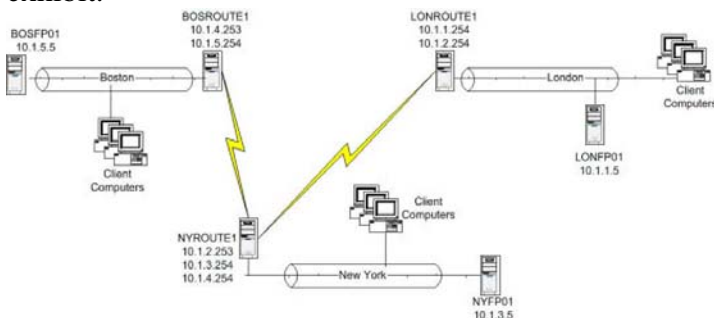 exhibit.
BOSROUTE1
10.1.4.253
10.1.5.254
LONROUTE1
10.1.1.254
10.1.2.254
BOSFP01
10.1.5.5
Boston
London
Client
Computers
Client
Computers
LONFP01
10.1.1.5
Client
Computers
NYROUTE1
10.1.2.253
10.1.3.254
10.1.4.254
New York
NYFP01
10.1.3.5